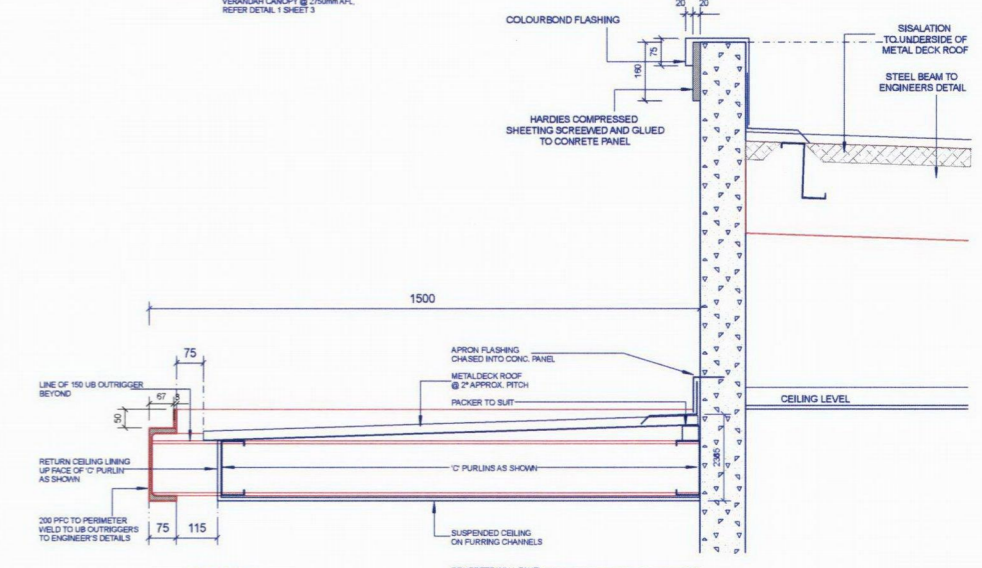 VERANDAH CANOPY @ 2750mm AFL,
REFER DETAIL 1 SHEET 3
20 20
COLOURBOND FLASHING
SISALATION
TO UNDERSIDE OF
METAL DECK ROOF
75
160
STEEL BEAM TO
ENGINEERS DETAIL
HARDIES COMPRESSED
SHEETING SCREWED AND GLUED
TO CONRETE PANEL
1500
75
APRON FLASHING
CHASED INTO CONC. PANEL
METALDECK ROOF
@ 2° APPROX. PITCH
LINE OF 150 UB OUTRIGGER
BEYOND
67
PACKER TO SUIT
CEILING LEVEL
50
RETURN CEILING LINING
UP FACE OF 'C' PURLIN
AS SHOWN
'C' PURLINS AS SHOWN
200 PFC TO PERIMETER
WELD TO UB OUTRIGGERS
TO ENGINEER'S DETAILS
75 115
SUSPENDED CEILING
ON FURRING CHANNELS